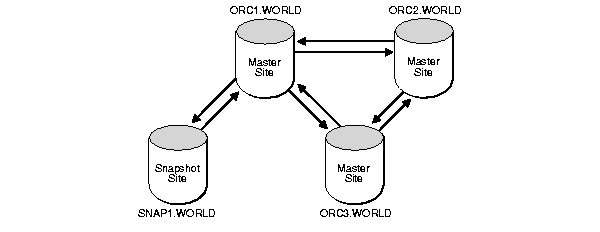 ORC1.WORLD
ORC2.WORLD
Master
Site
Master
Site
Snapshot
Site
Master
Site
SNAP1.WORLD
ORC3.WORLD